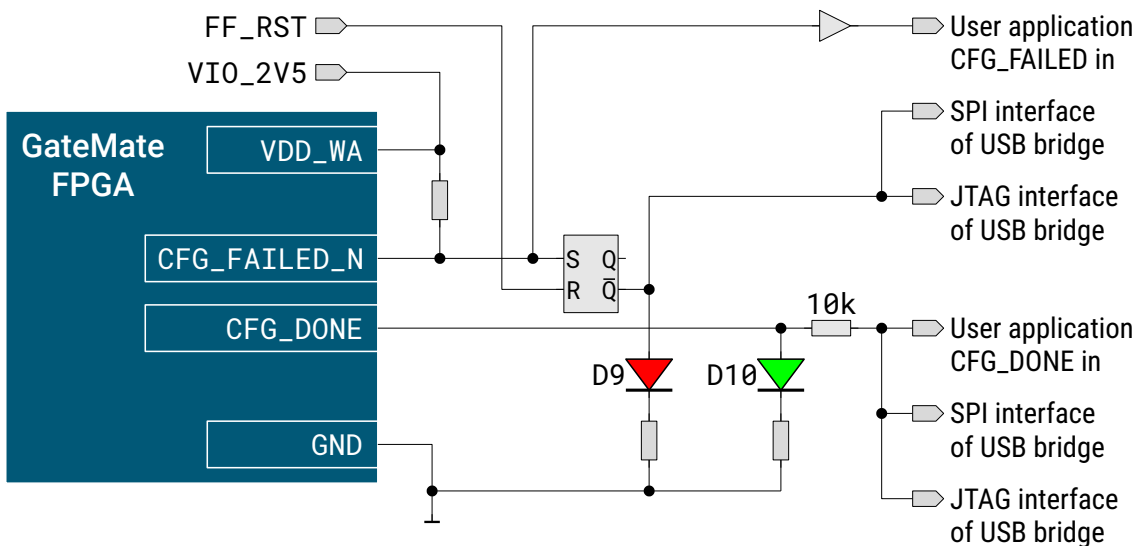 FF_RST
VIO_2V5
User application
CFG_FAILED in
SPI interface
of USB bridge
GateMate
FPGA
VDD_WA
JTAG interface
of USB bridge
CFG_FAILED_N
S Q
R Q̅
CFG_DONE
10k
User application
CFG_DONE in
D9
D10
SPI interface
of USB bridge
GND
JTAG interface
of USB bridge